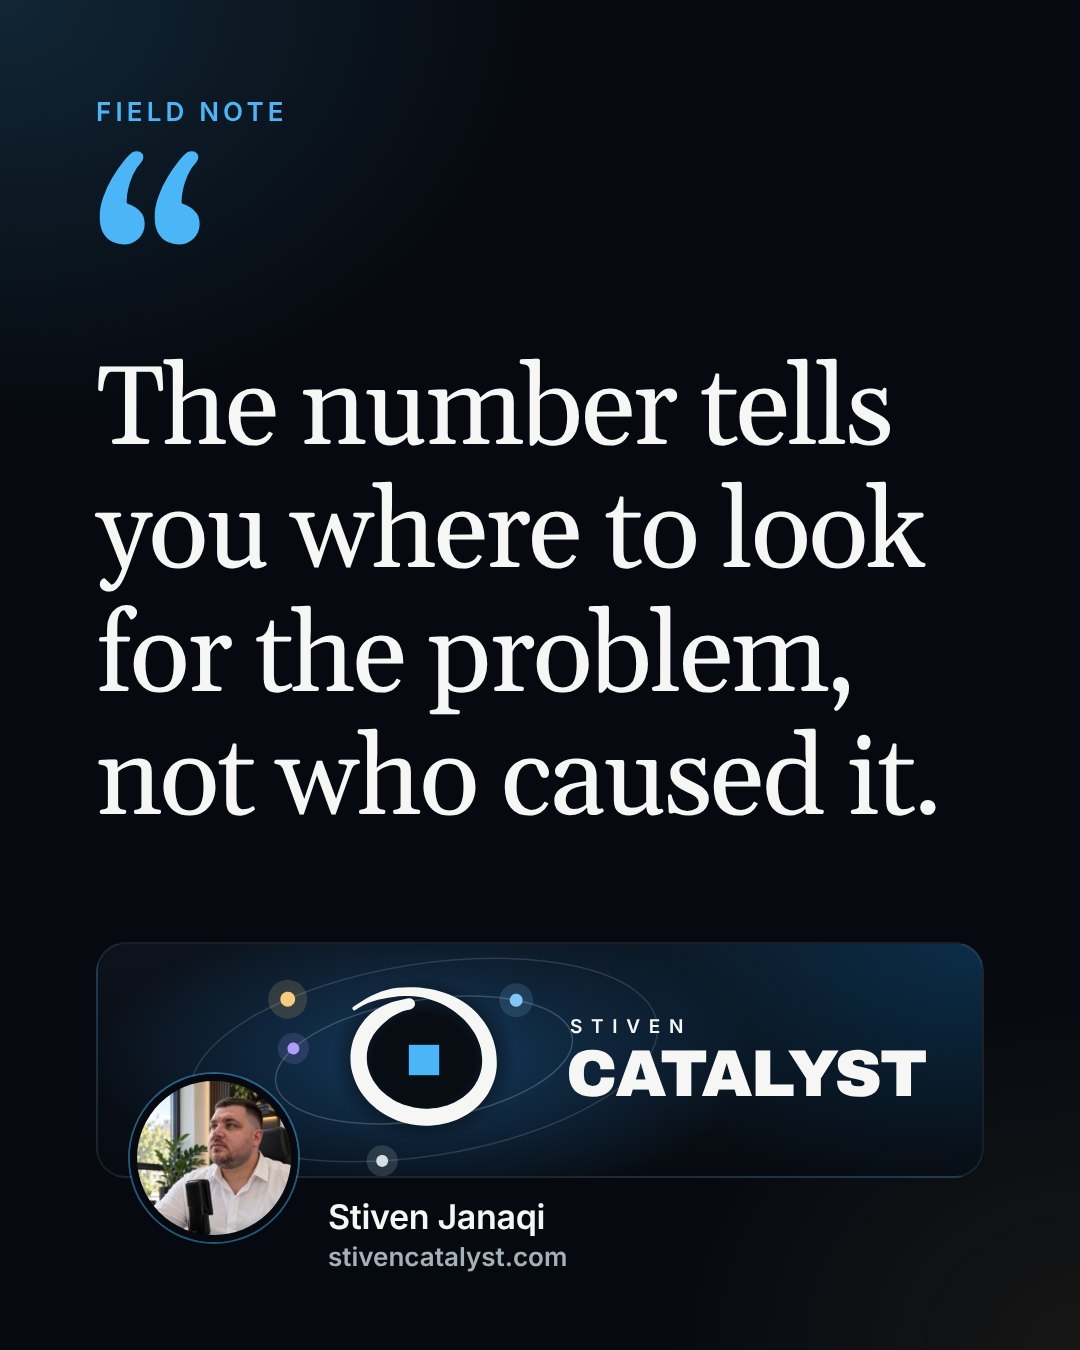 FIELD NOTE
“
The number tells
you where to look
for the problem,
not who caused it.
STIVEN
CATALYST
Stiven Janaqi
stivencatalyst.com